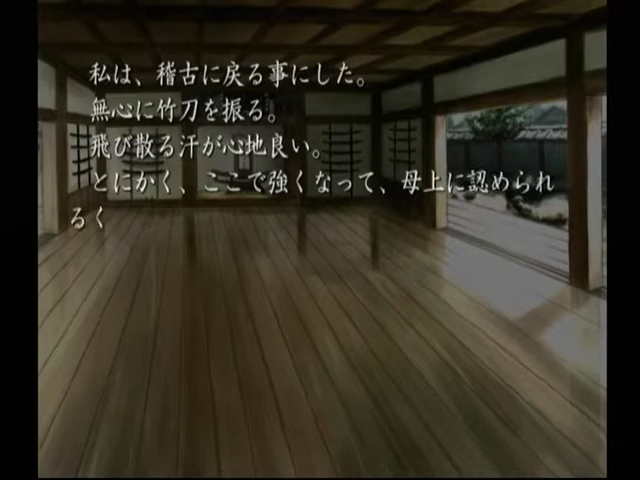 私は、稽古に戻る事にした。
無心に竹刀を振る。
飛び散る汗が心地良い。
とにかく、ここで強くなって、母上に認められ
るく